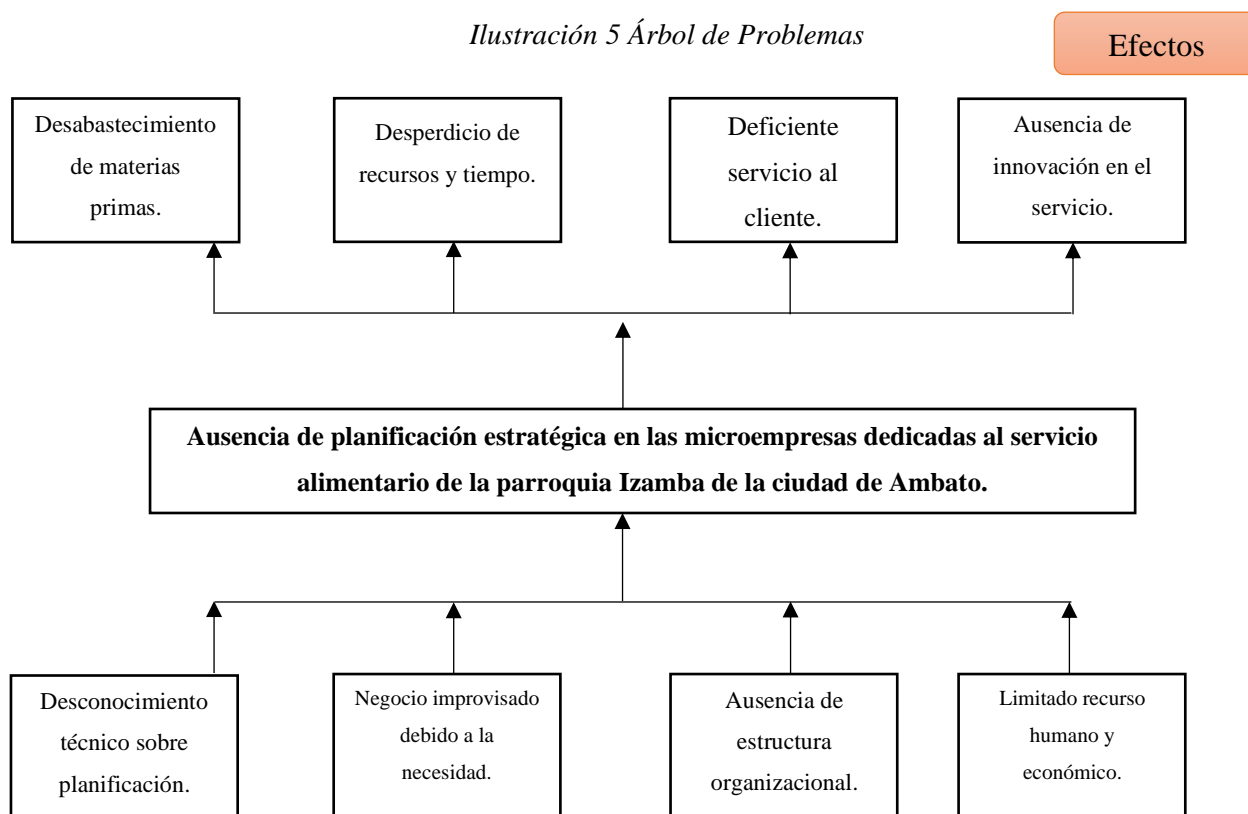 Ilustración 5 Árbol de Problemas
Efectos
Desabastecimiento
de materias
primas.
Desperdicio de
recursos y tiempo.
Deficiente
servicio al
cliente.
Ausencia de
innovación en el
servicio.
Ausencia de planificación estratégica en las microempresas dedicadas al servicio
alimentario de la parroquia Izamba de la ciudad de Ambato.
Desconocimiento
técnico sobre
planificación.
Negocio improvisado
debido a la
necesidad.
Ausencia de
estructura
organizacional.
Limitado recurso
humano y
económico.